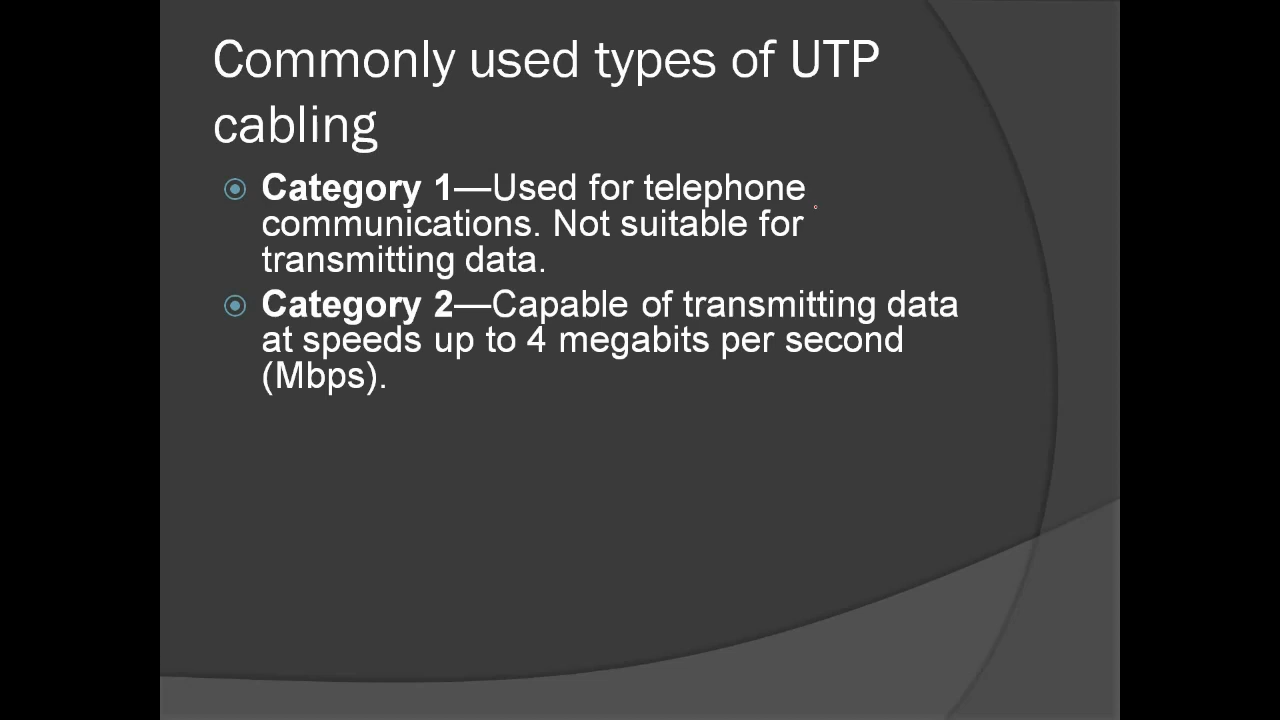 Commonly used types of UTP
cabling
Category 1—Used for telephone
communications. Not suitable for
transmitting data.
Category 2—Capable of transmitting data
at speeds up to 4 megabits per second
(Mbps).